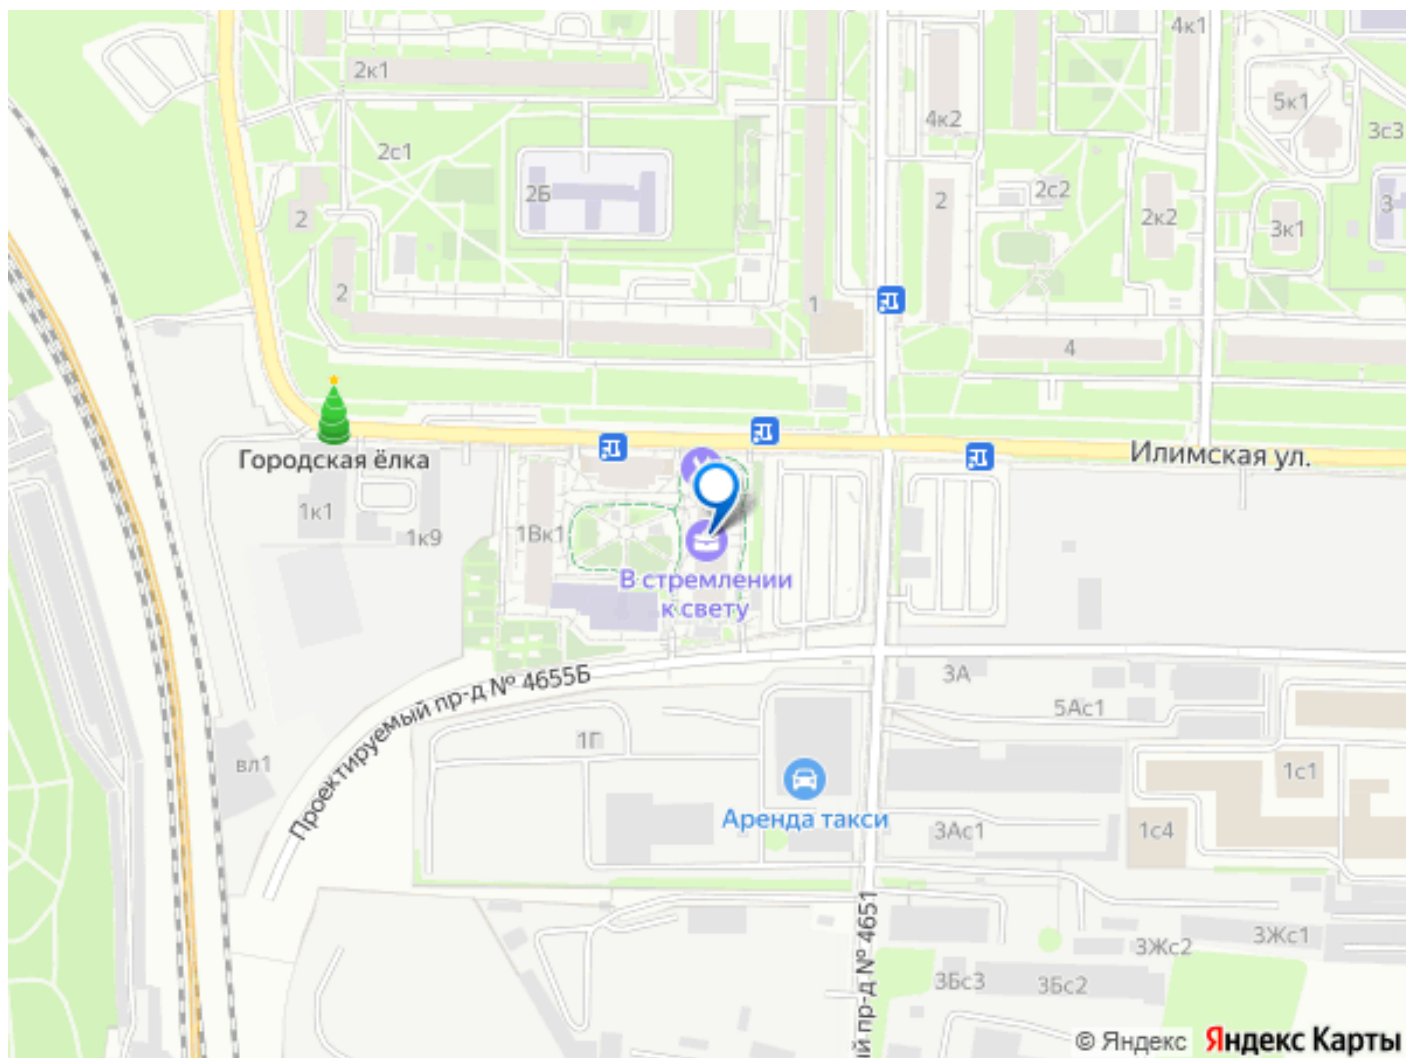 4к1
2к1
5к1
4к2
3с3
2с1
2Б
2с2
2
2к2
3
2
3к1
2
1
4
Илимская ул.
Городская ёлка
1к1
1к9
1Вк1
В стремлении
к свету
Проектируемый пр-д № 4655Б
3А
5Ас1
1Г
вл1
1с1
Аренда такси
3Ас1
1с4
ый пр-д № 4651
3Жс1
3Жс2
3Бс3
3Бс2
© Яндекс Яндекс Карты